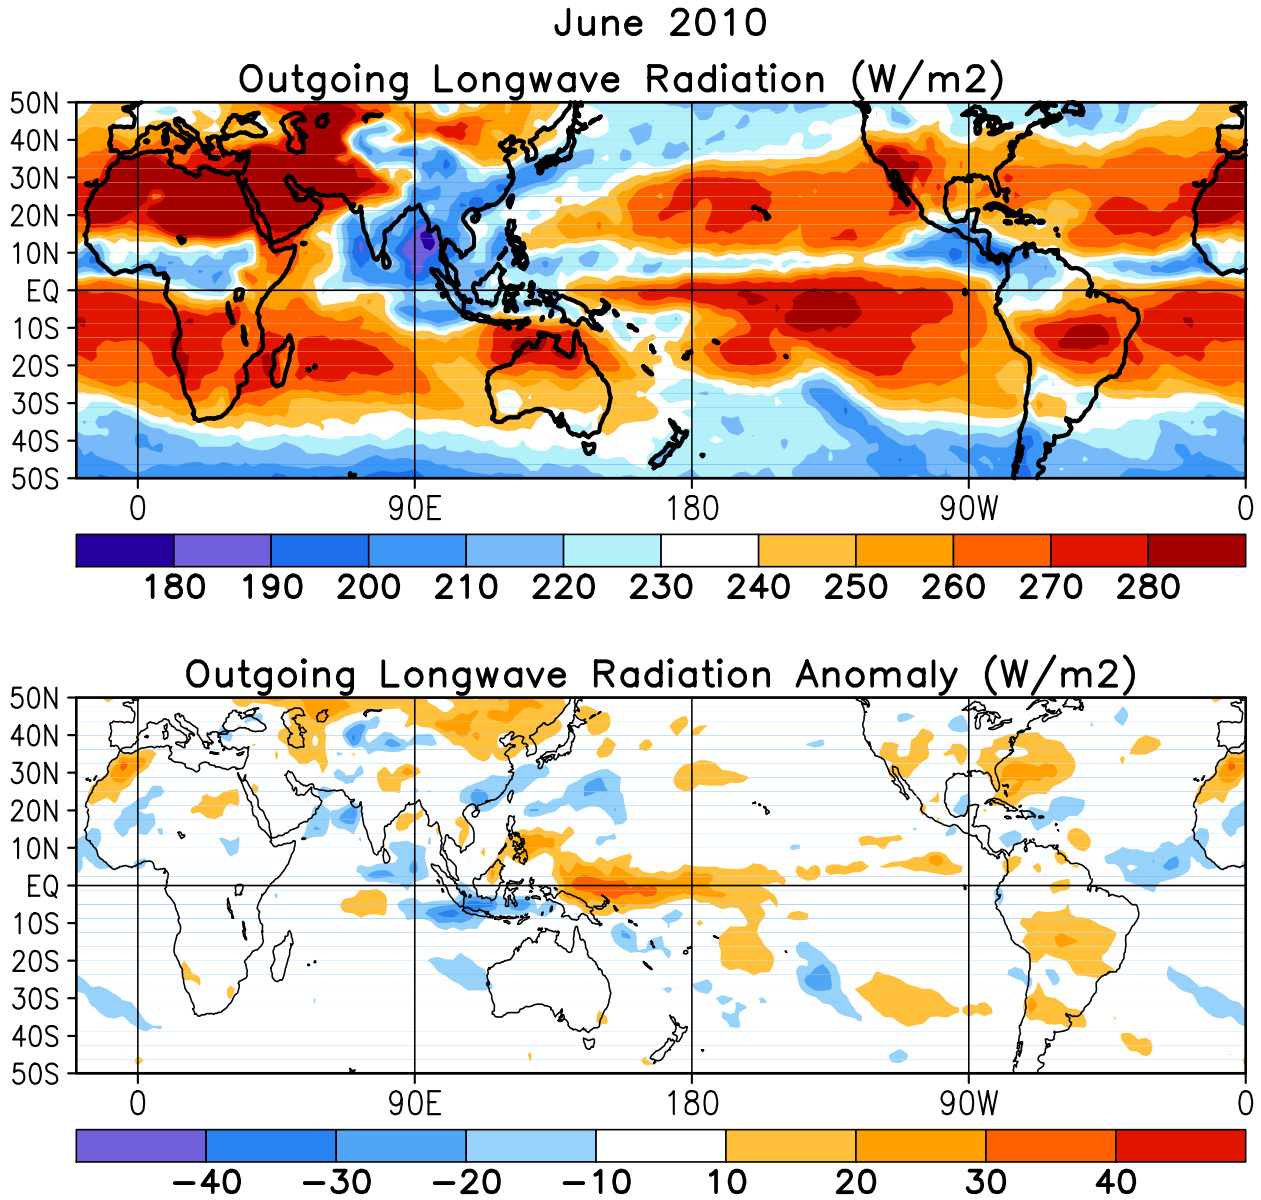 June 2010
Outgoing Longwave Radiation (W/m2)
50N
40N
30N
20N
10N
EQ
10S
20S
30S
40S
50S
0 90E 180 90W 0
180 190 200 210 220 230 240 250 260 270 280
Outgoing Longwave Radiation Anomaly (W/m2)
50N
40N
30N
20N
10N
EQ
10S
20S
30S
40S
50S
0 90E 180 90W 0
−40 −30 −20 −10 10 20 30 40